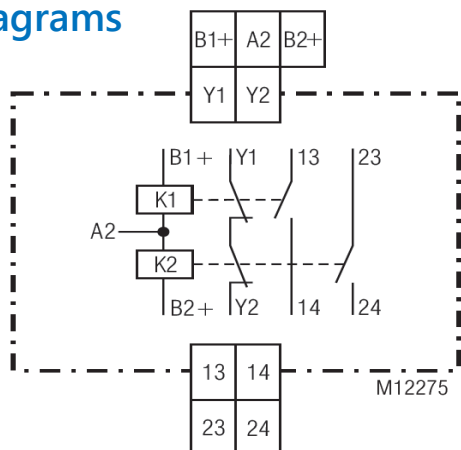 agrams
B1+ A2 B2+
Y1 Y2
B1+ Y1 13 23
K1
A2
K2
B2+ Y2 14 24
13 14
M12275
23 24